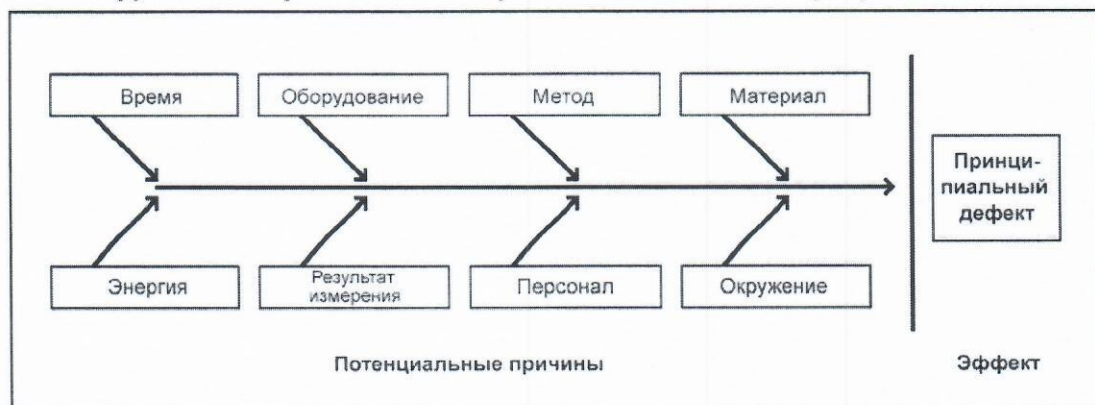 Время
Оборудование
Метод
Материал
Принци-
пиальный
дефект
Энергия
Результат
измерения
Персонал
Окружение
Потенциальные причины
Эффект